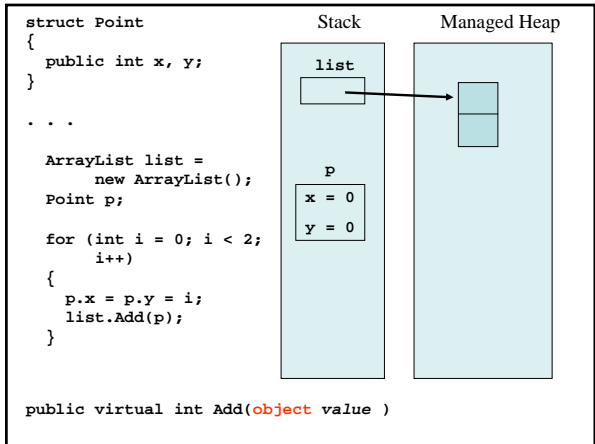 struct Point
{
public int x, y;
}
. . .
ArrayList list =
new ArrayList();
Point p;
for (int i = 0; i < 2;
i++)
{
p.x = p.y = i;
list.Add(p);
}
Stack
list
p
x = 0
y = 0
Managed Heap
public virtual int Add(object value )